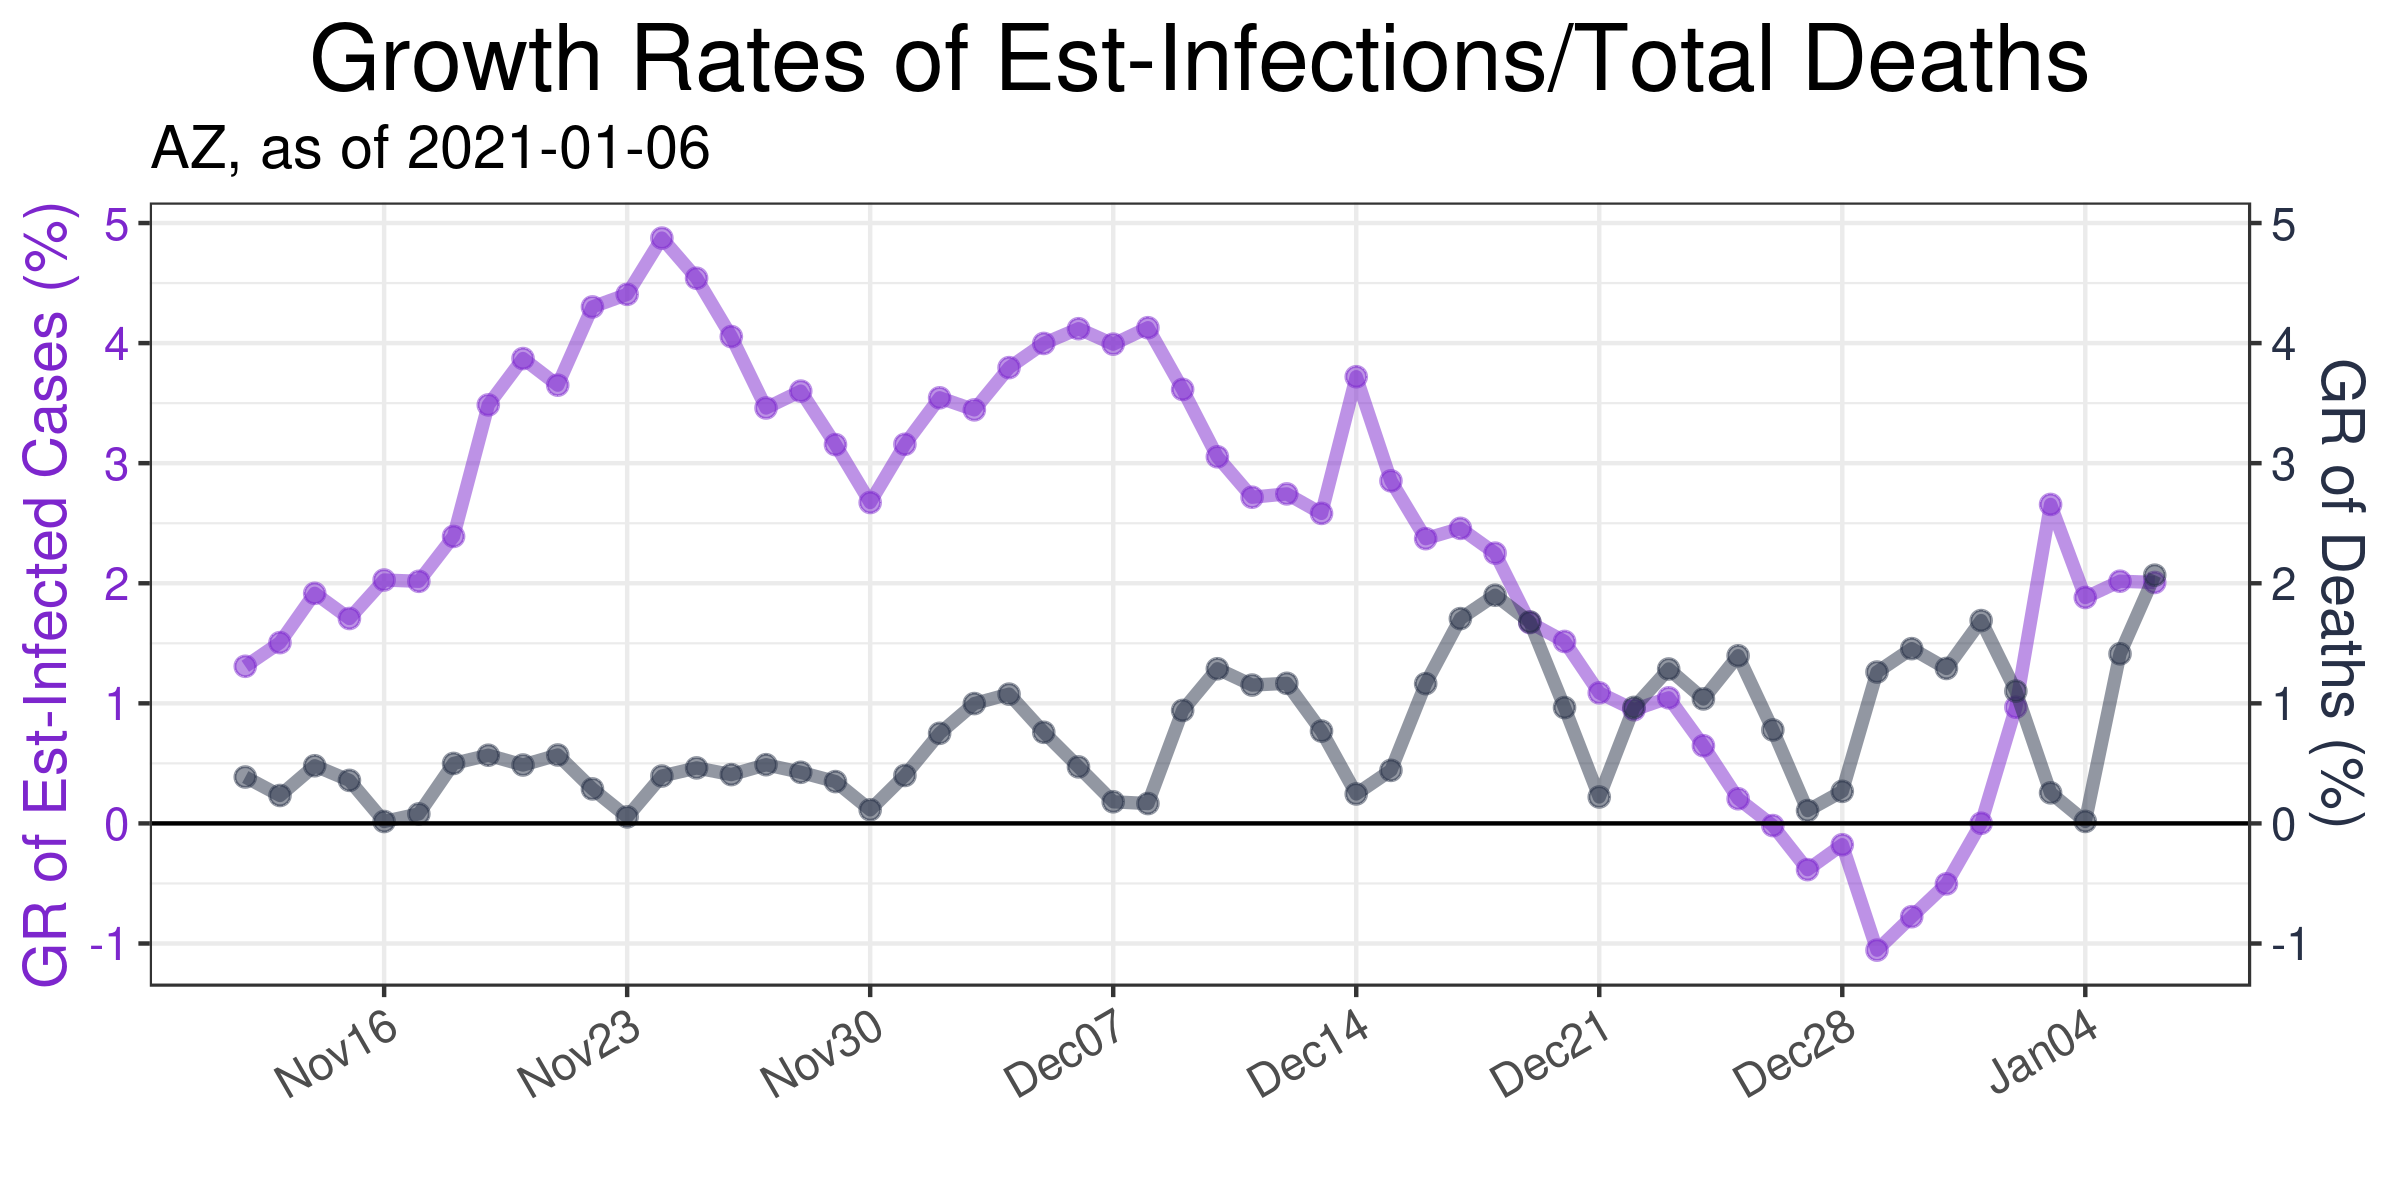 Growth Rates of Est-Infections/Total Deaths
AZ, as of 2021-01-06
GR of Est-Infected Cases (%)
5
4
3
2
1
0
-1
5
4
3
2
1
0
-1
GR of Deaths (%)
Nov16
Nov23
Nov30
Dec07
Dec14
Dec21
Dec28
Jan04